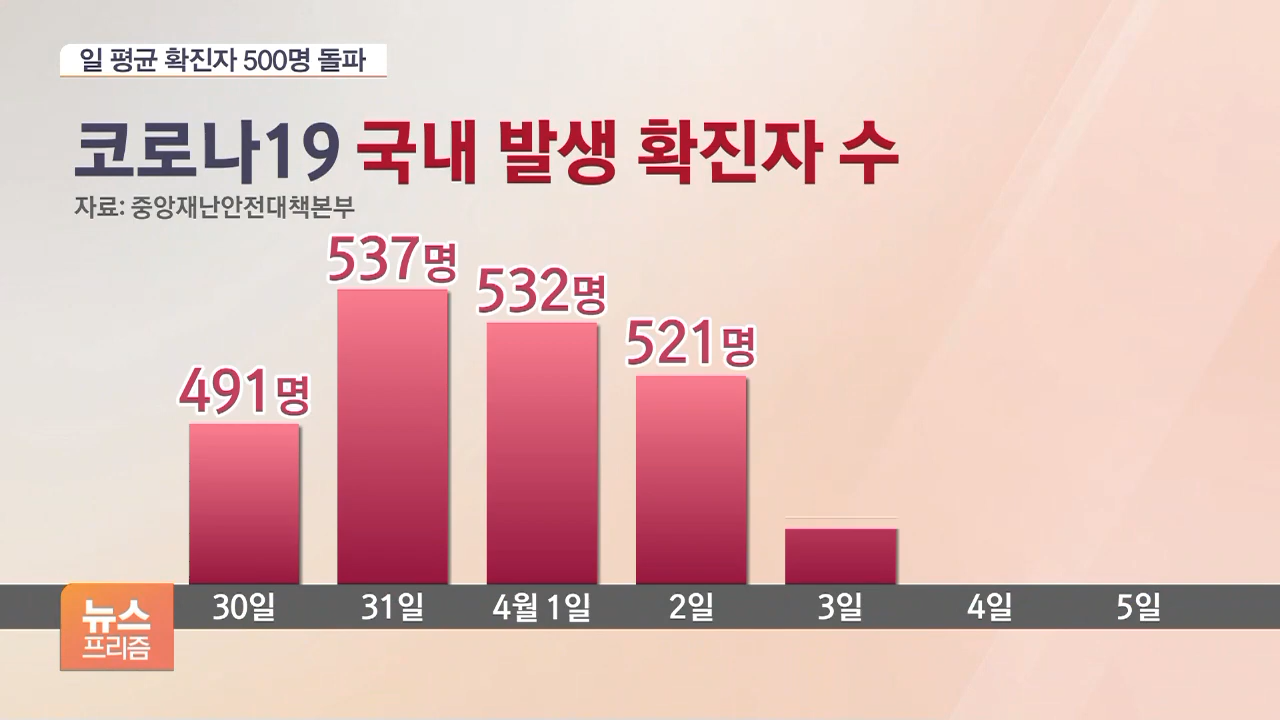 일 평균 확진자 500명 돌파
코로나19 국내 발생 확진자 수
자료: 중앙재난안전대책본부
491명
537명
532명
521명
30일
31일
4월 1일
2일
3일
4일
5일
뉴스
프리즘